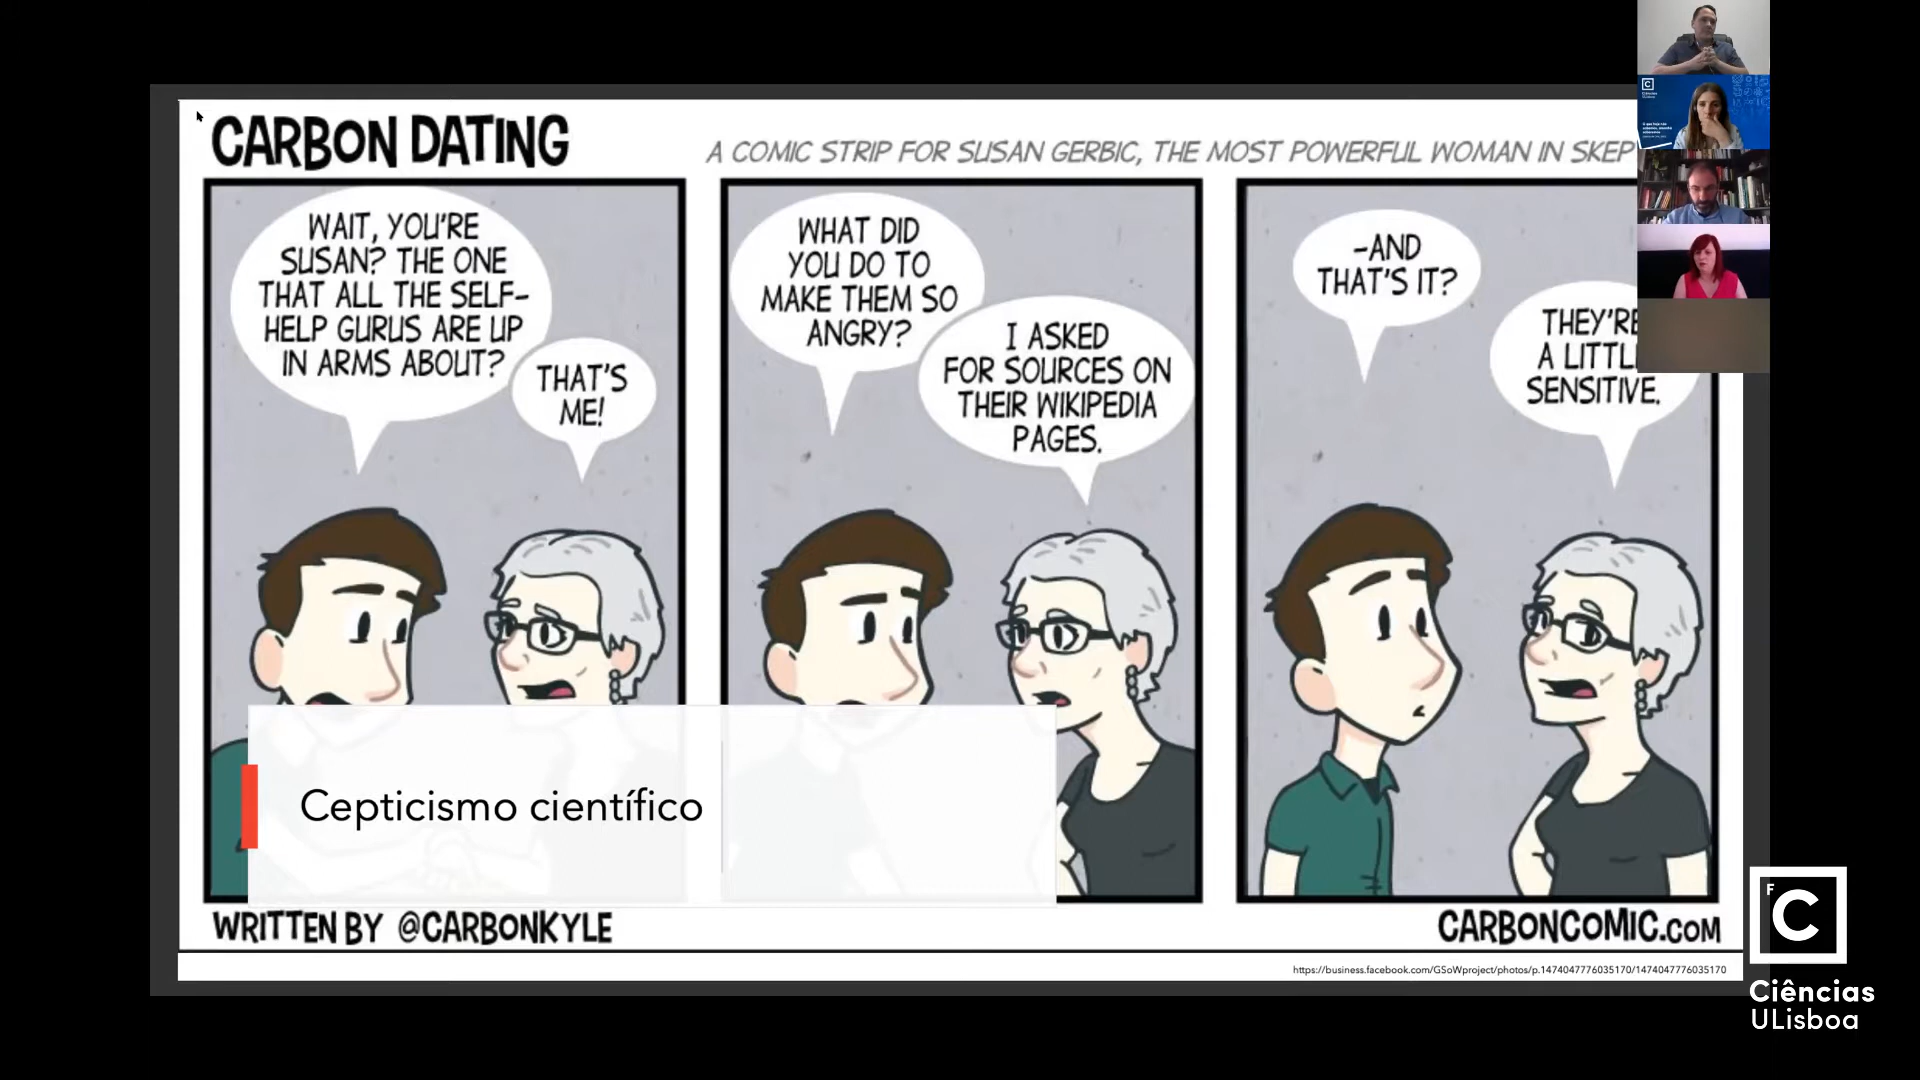 CARBON DATING
A COMIC STRIP FOR SUSAN GERBIC, THE MOST POWERFUL WOMAN IN SKEP
WAIT, YOU'RE
SUSAN? THE ONE
THAT ALL THE SELF-
HELP GURUS ARE UP
IN ARMS ABOUT?
THAT'S
ME!
WHAT DID
YOU DO TO
MAKE THEM SO
ANGRY?
I ASKED
FOR SOURCES ON
THEIR WIKIPEDIA
PAGES.
-AND
THAT'S IT?
THEY'RE
A LITTL
SENSITIVE.
Cepticismo científico
WRITTEN BY @CARBONKYLE
CARBONCOMIC.COM
https://business.facebook.com/GSoWproject/photos/p.1474047776035170/1474047776035170
F
C
Ciências
ULisboa